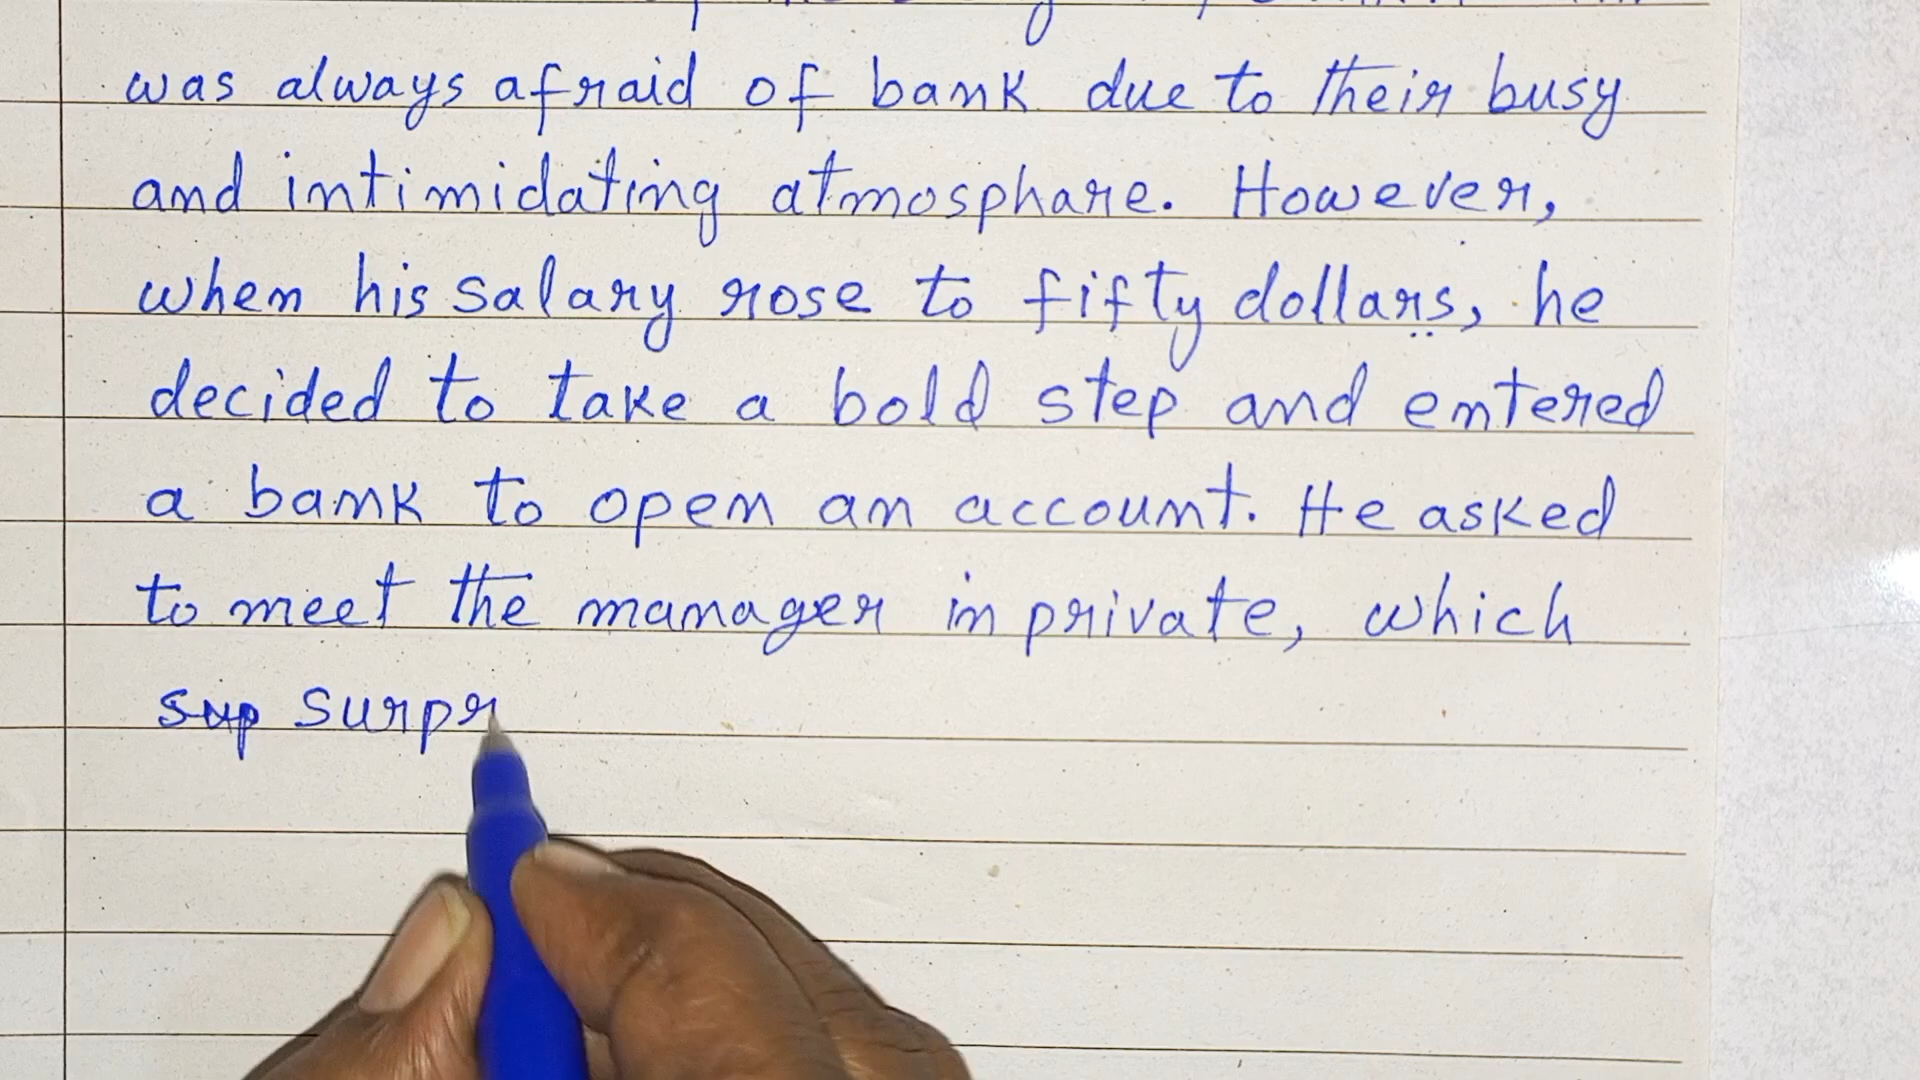 was always afraid of bank due to their busy
and intimidating atmosphare. However,
when his salary rose to fifty dollars, he
decided to take a bold step and entered
a bank to open an account. He asked
to meet the manager in private, which
sup surpr